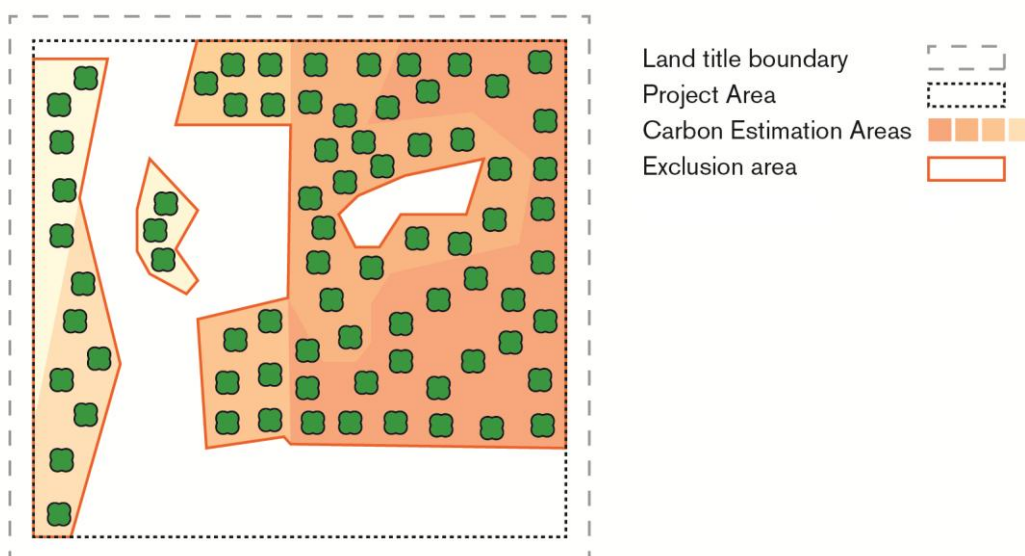 Land title boundary
Project Area
Carbon Estimation Areas
Exclusion area